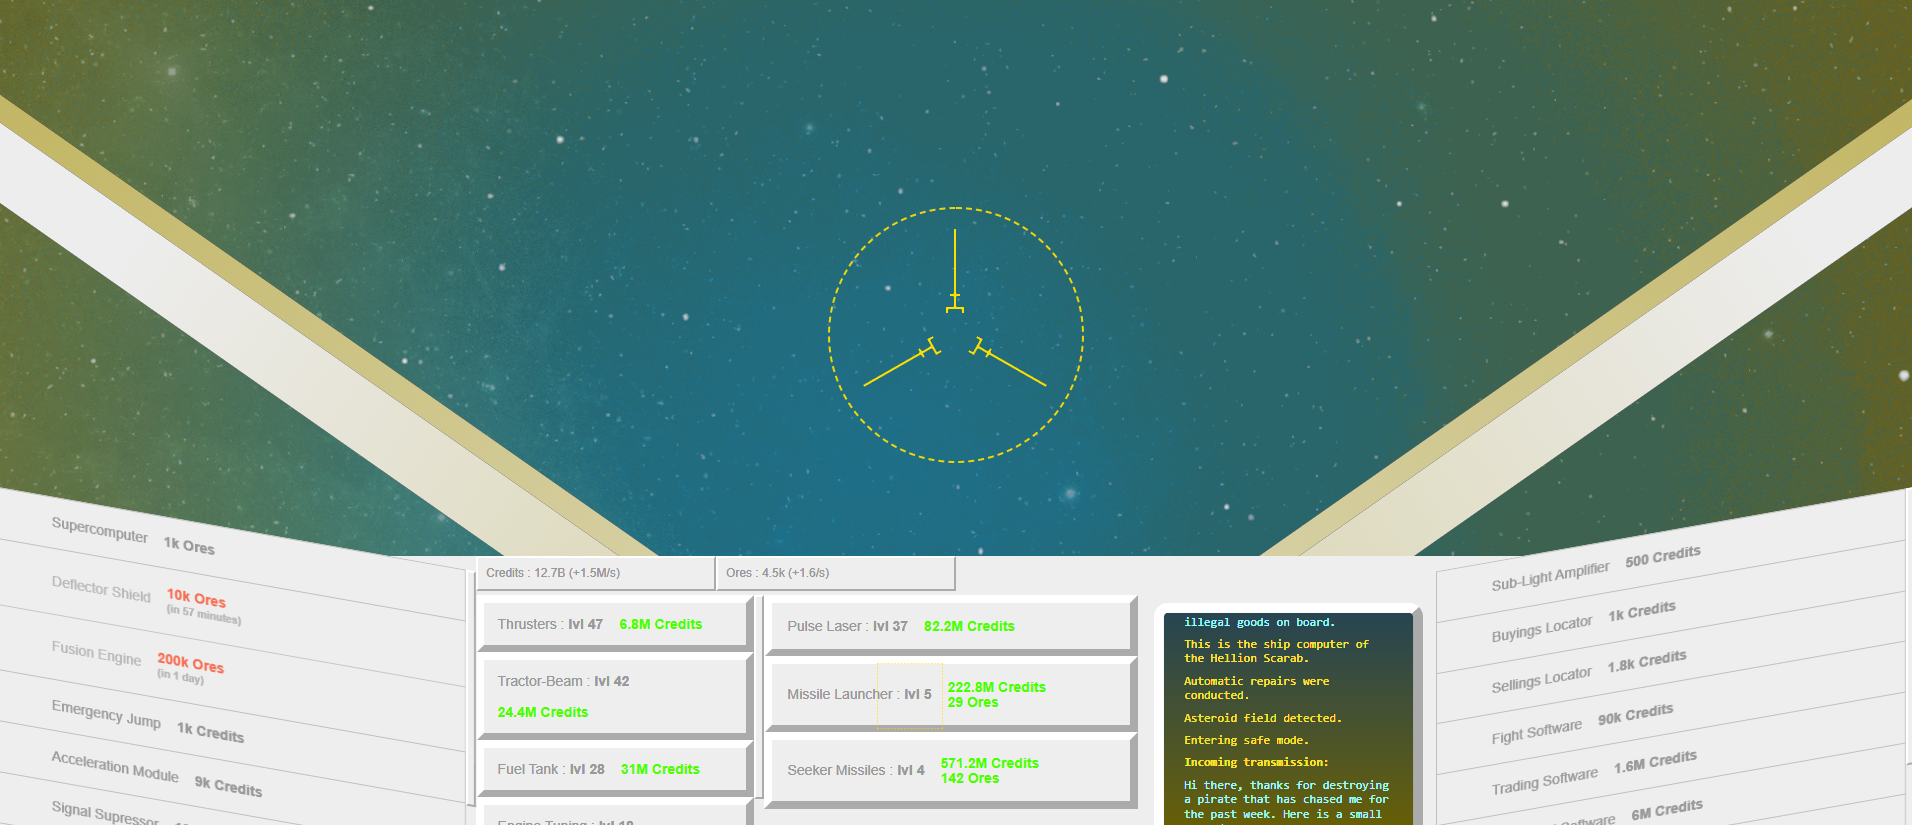 Supercomputer 1k Ores
Deflector Shield 10k Ores
(in 57 minutes)
Fusion Engine 200k Ores
(in 1 day)
Emergency Jump 1k Credits
Acceleration Module 9k Credits
Signal Supressor
Credits : 12.7B (+1.5M/s)
Ores : 4.5k (+1.6/s)
Thrusters : lvl 47 6.8M Credits
Tractor-Beam : lvl 42
24.4M Credits
Fuel Tank : lvl 28 31M Credits
Pulse Laser : lvl 37 82.2M Credits
Missile Launcher : lvl 5 222.8M Credits
29 Ores
Seeker Missiles : lvl 4 571.2M Credits
142 Ores
illegal goods on board.
This is the ship computer of
the Hellion Scarab.
Automatic repairs were
conducted.
Asteroid field detected.
Entering safe mode.
Incoming transmission:
Hi there, thanks for destroying
a pirate that has chased me for
the past week. Here is a small
Sub-Light Amplifier 500 Credits
Buyings Locator 1k Credits
Sellings Locator 1.8k Credits
Fight Software 90k Credits
Trading Software 1.6M Credits
Software 6M Credits